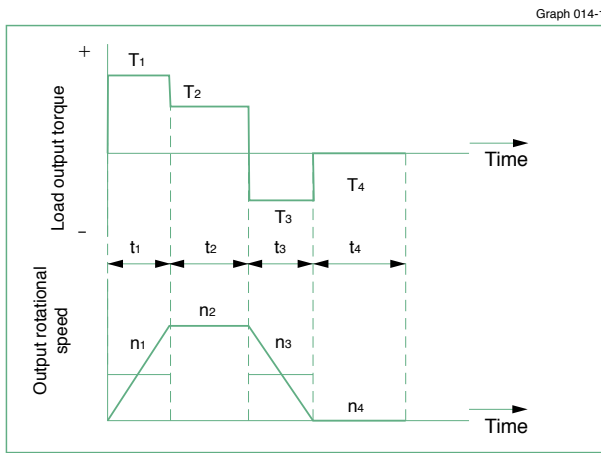 Graph 014-1
+
T1
T2
Load output torque
Time
T4
T3
–
t1 t2 t3 t4
Output rotational
speed
n2
n1 n3
n4
Time